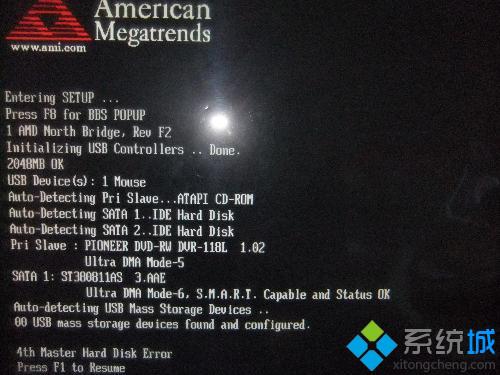 American
Megatrends
www.ami.com
Entering SETUP ...
Press F8 for BBS POPUP
1 AMD North Bridge, Rev F2
Initializing USB Controllers .. Done.
2048MB OK
USB Device(s): 1 Mouse
Auto-Detecting Pri Slave...ATAPI CD-ROM
Auto-Detecting SATA 1..IDE Hard Disk
Auto-Detecting SATA 2..IDE Hard Disk
Pri Slave : PIONEER DVD-RW DVR-118L 1.02
Ultra DMA Mode-5
SATA 1: ST380811AS 3.AAE
Ultra DMA Mode-6, S.M.A.R.T. Capable and Status OK
Auto-detecting USB Mass Storage Devices ..
00 USB mass storage devices found and configured.
4th Master Hard Disk Error
Press F1 to Resume
系统城
xitongcheng.com